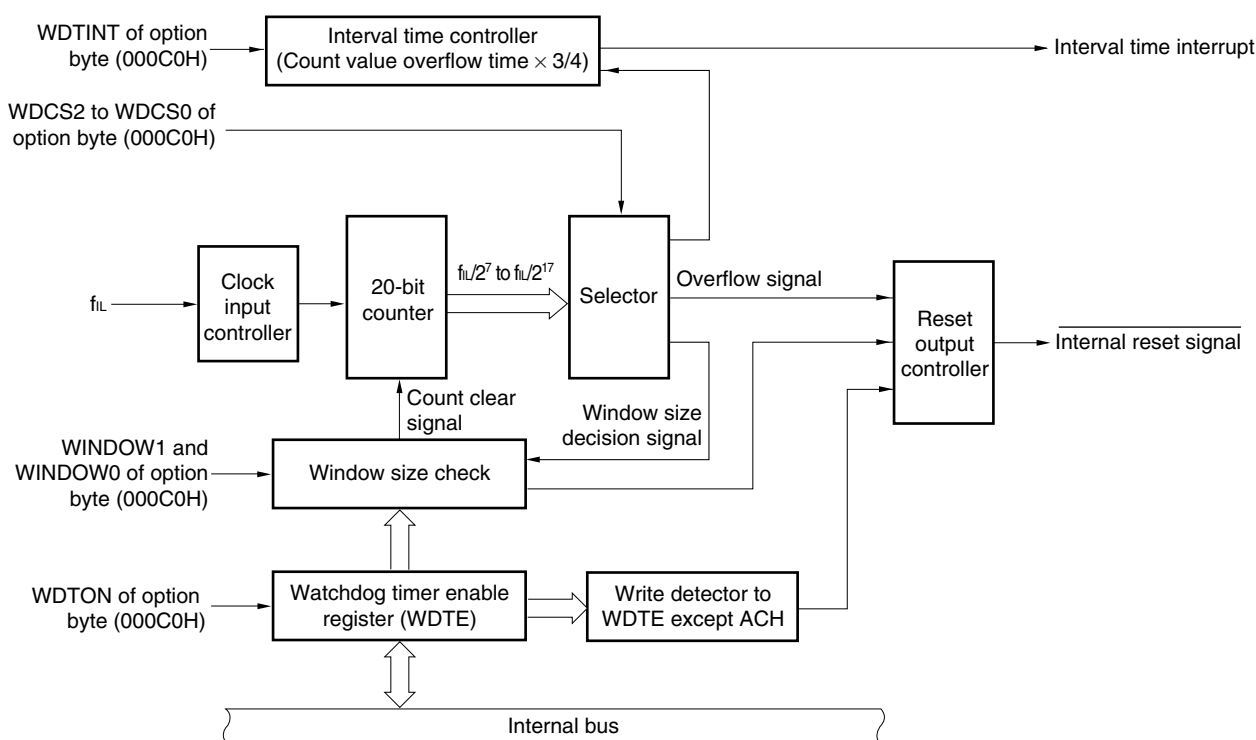 WDTINT of option
byte (000C0H)
Interval time controller
(Count value overflow time × 3/4)
Interval time interrupt
WDCS2 to WDCS0 of
option byte (000C0H)
fIL
Clock
input
controller
20-bit
counter
fIL/2⁷ to fIL/2¹⁷
Selector
Overflow signal
Reset
output
controller
Internal reset signal
Count clear
signal
Window size
decision signal
WINDOW1 and
WINDOW0 of option
byte (000C0H)
Window size check
WDTON of option
byte (000C0H)
Watchdog timer enable
register (WDTE)
Write detector to
WDTE except ACH
Internal bus